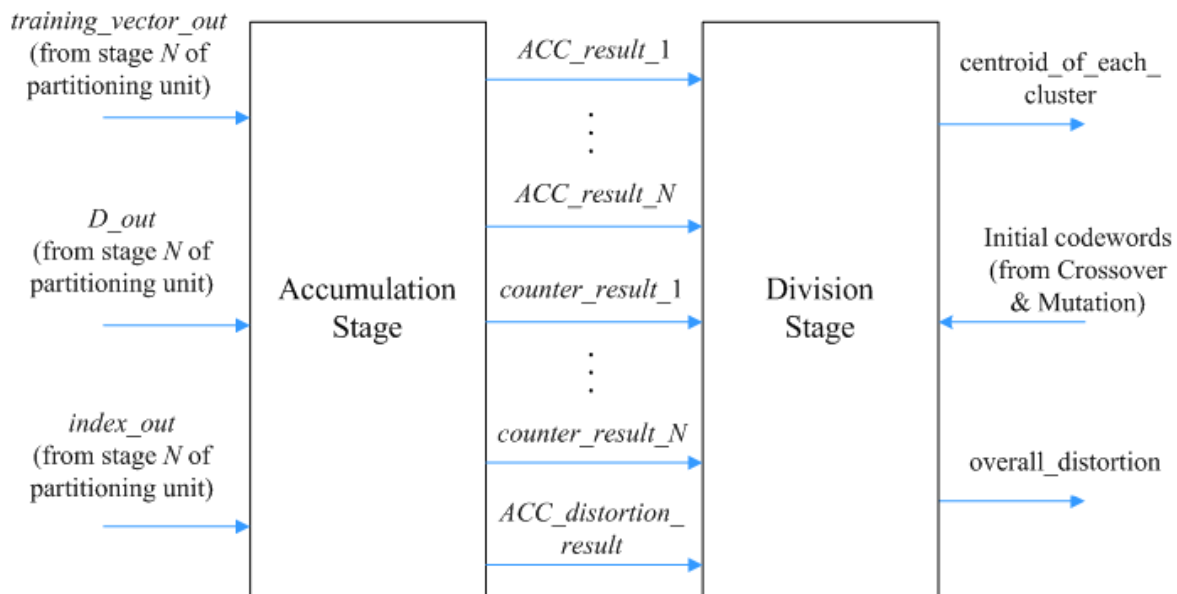 training_vector_out
(from stage N of
partitioning unit)
D_out
(from stage N of
partitioning unit)
index_out
(from stage N of
partitioning unit)
Accumulation
Stage
ACC_result_1
ACC_result_N
counter_result_1
counter_result_N
ACC_distortion_
result
Division
Stage
centroid_of_each_
cluster
Initial codewords
(from Crossover
& Mutation)
overall_distortion